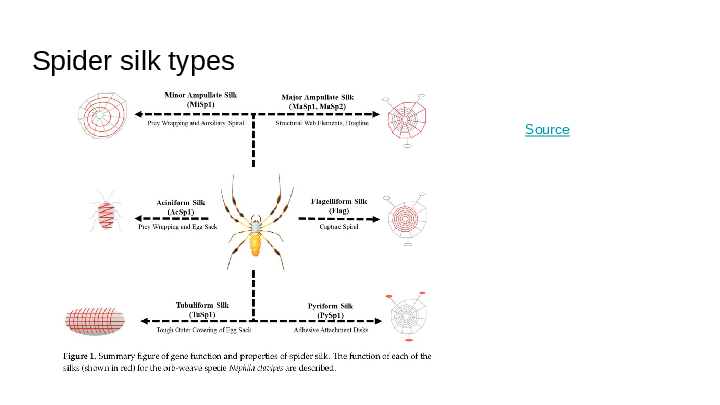 Spider silk types
Minor Ampullate Silk
(MiSp1)
Prey Wrapping and Auxiliary Spiral
Major Ampullate Silk
(MaSp1, MaSp2)
Structural Web Elements, Dragline
Source
Aciniform Silk
(AcSp1)
Prey Wrapping and Egg Sack
Flagelliform Silk
(Flag)
Capture Spiral
Tubuliform Silk
(TuSp1)
Tough Outer Covering of Egg Sack
Pyriform Silk
(PySp1)
Adhesive Attachment Disks
Figure 1. Summary figure of gene function and properties of spider silk. The function of each of the
silks (shown in red) for the orb-weave specie Nephila clavipes are described.